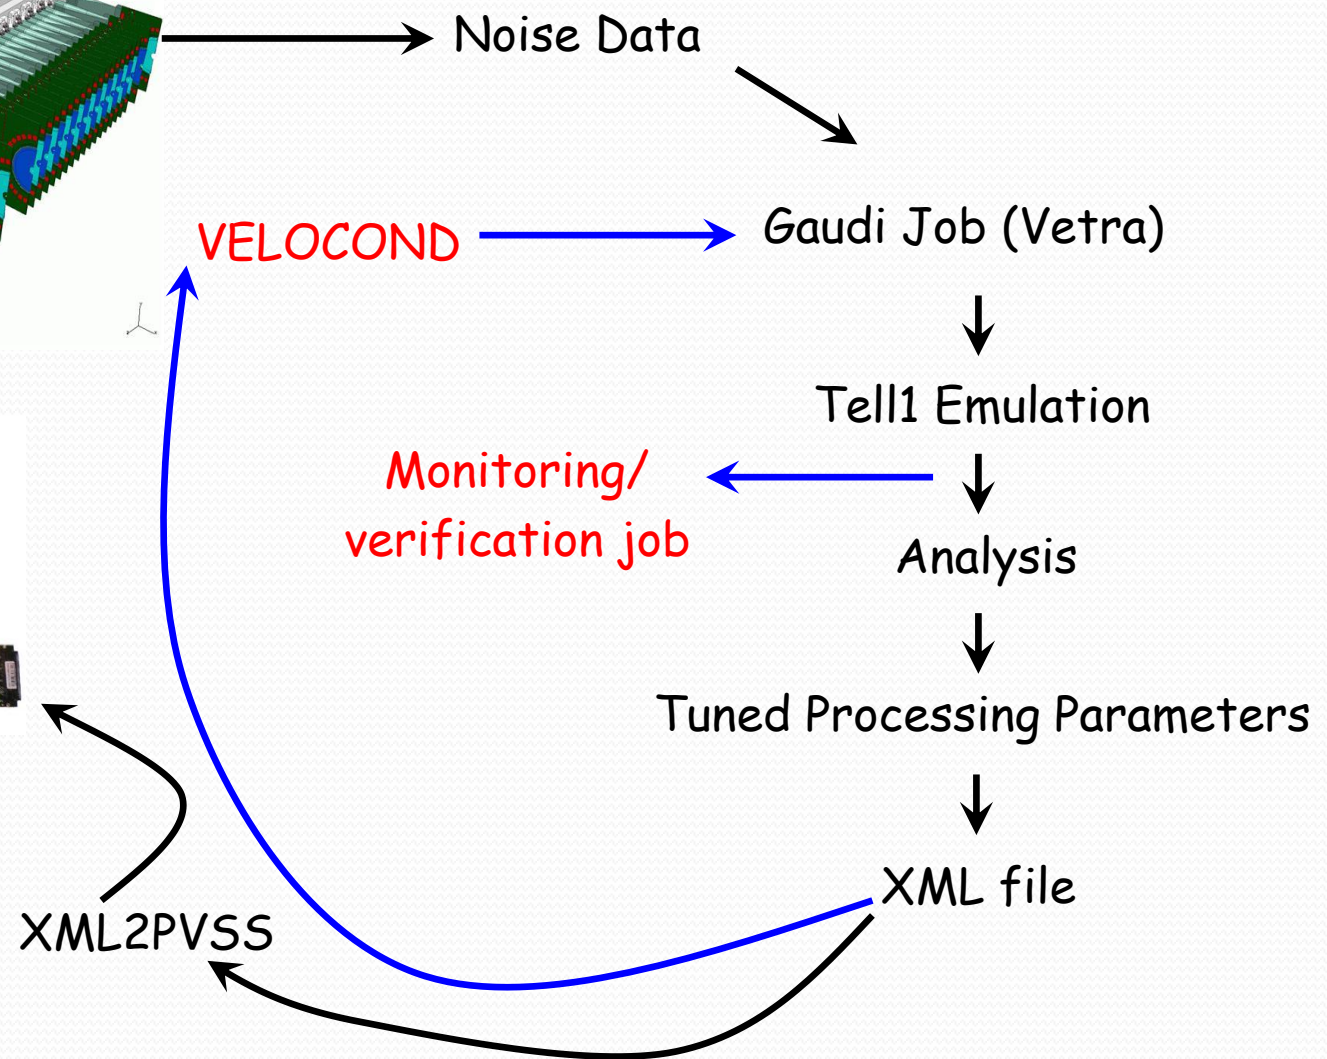 Noise Data
VELOCOND
Gaudi Job (Vetra)
Tell1 Emulation
Monitoring/
verification job
Analysis
Tuned Processing Parameters
XML file
XML2PVSS